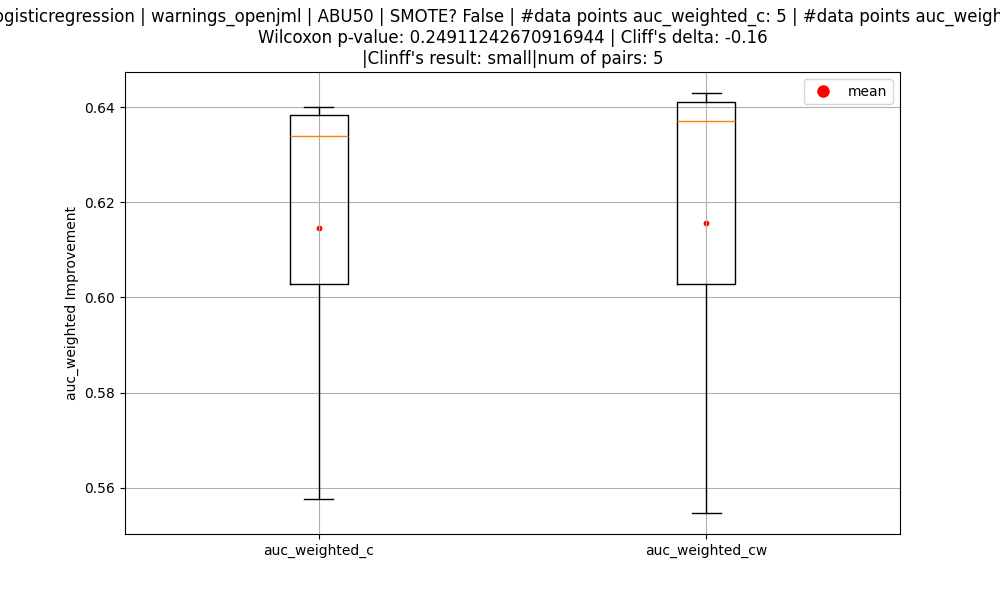 ogisticregression | warnings_openjml | ABU50 | SMOTE? False | #data points auc_weighted_c: 5 | #data points auc_weigh
Wilcoxon p-value: 0.24911242670916944 | Cliff's delta: -0.16
|Clinff's result: small|num of pairs: 5
mean
0.64
0.62
0.60
0.58
0.56
auc_weighted Improvement
auc_weighted_c
auc_weighted_cw